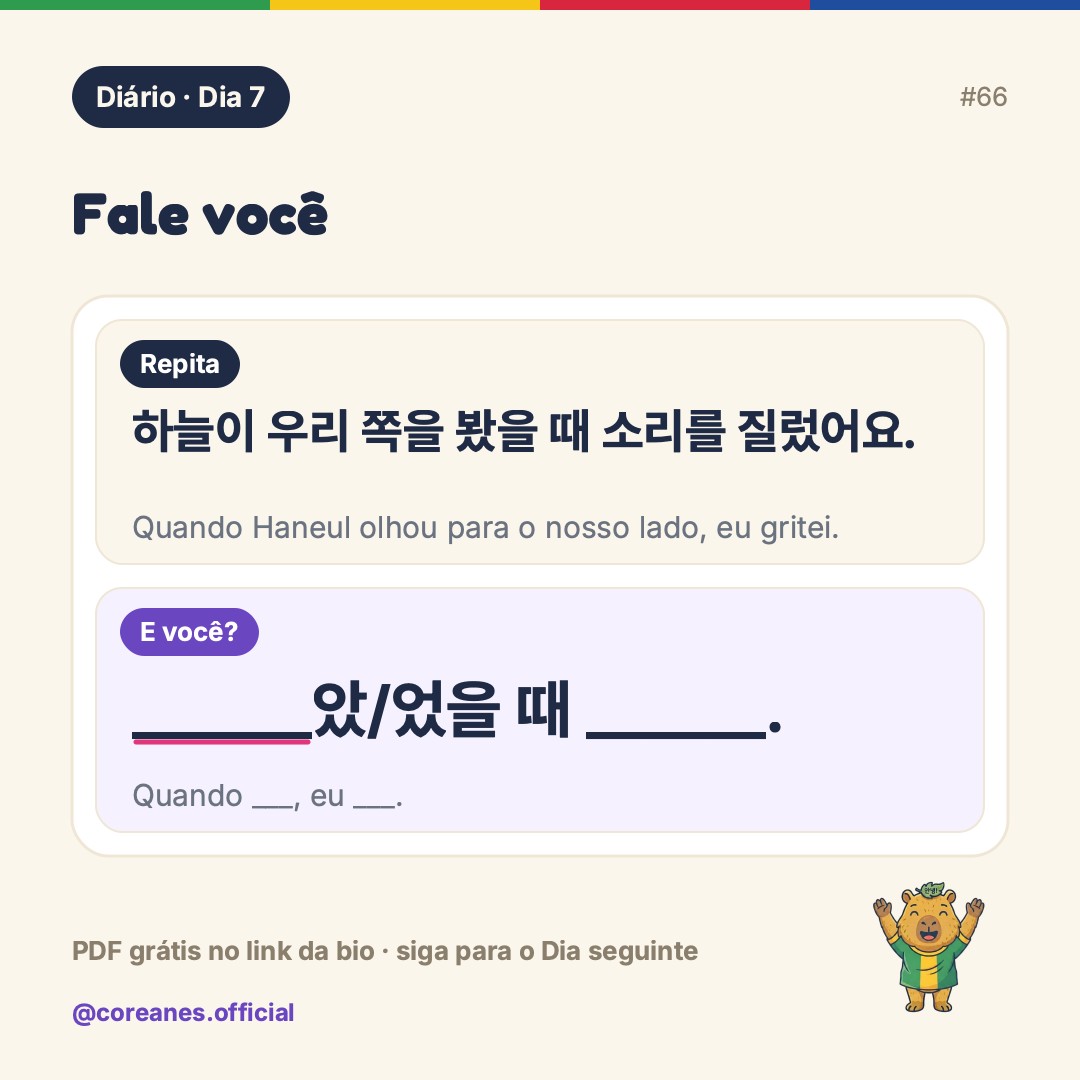 Diário · Dia 7
#66
Fale você
Repita
하늘이 우리 쪽을 봤을 때 소리를 질렀어요.
Quando Haneul olhou para o nosso lado, eu gritei.
E você?
______았/었을 때 ______.
Quando ___, eu ___.
PDF grátis no link da bio · siga para o Dia seguinte
@coreanes.official